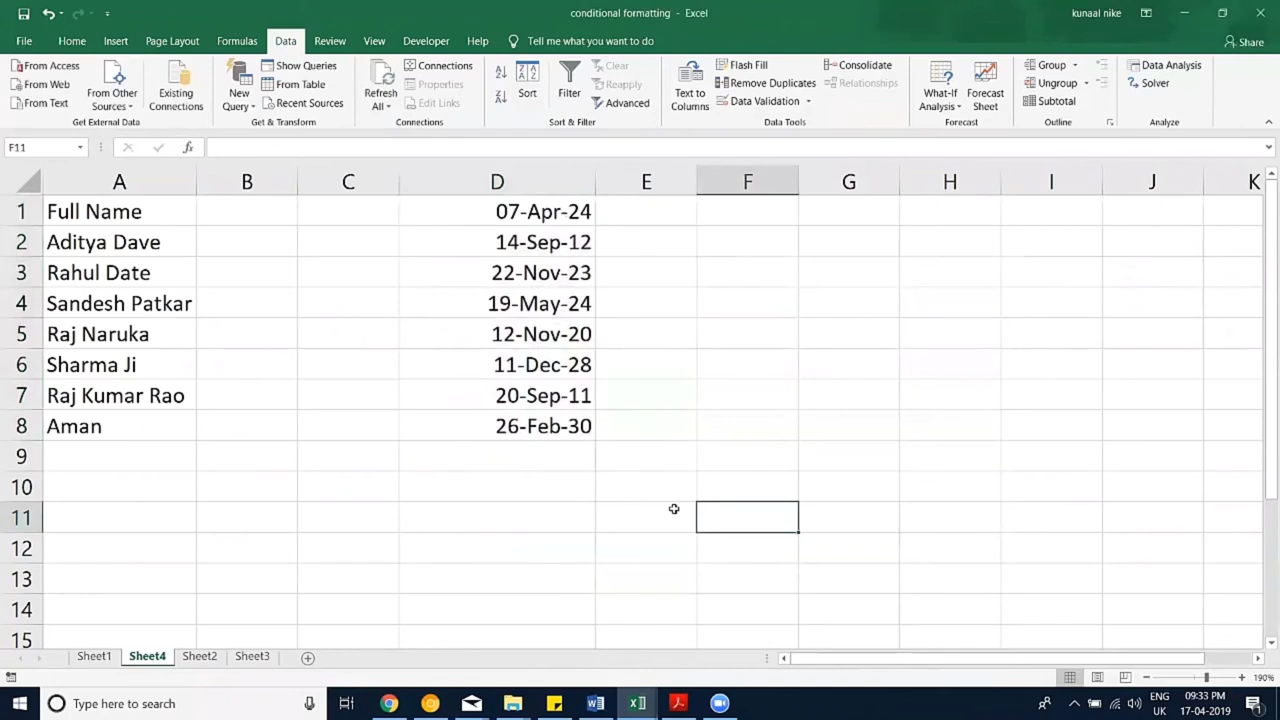 conditional formatting - Excel
kunaal nike
File Home Insert Page Layout Formulas Data Review View Developer Help Tell me what you want to do Share
From Access
From Web
From Text
From Other Sources
Existing Connections
Get External Data
New Query
Show Queries
From Table
Recent Sources
Get & Transform
Refresh All
Connections
Properties
Edit Links
Connections
Sort
Filter
Clear
Reapply
Advanced
Sort & Filter
Text to Columns
Flash Fill
Remove Duplicates
Data Validation
Consolidate
Relationships
Data Tools
What-If Analysis
Forecast Sheet
Forecast
Group
Ungroup
Subtotal
Outline
Data Analysis
Solver
Analyze
F11 fx
A B C D E F G H I J K
1 Full Name 07-Apr-24
2 Aditya Dave 14-Sep-12
3 Rahul Date 22-Nov-23
4 Sandesh Patkar 19-May-24
5 Raj Naruka 12-Nov-20
6 Sharma Ji 11-Dec-28
7 Raj Kumar Rao 20-Sep-11
8 Aman 26-Feb-30
9
10
11
12
13
14
15
Sheet1 Sheet4 Sheet2 Sheet3
190%
Type here to search
ENG
UK
09:33 PM
17-04-2019